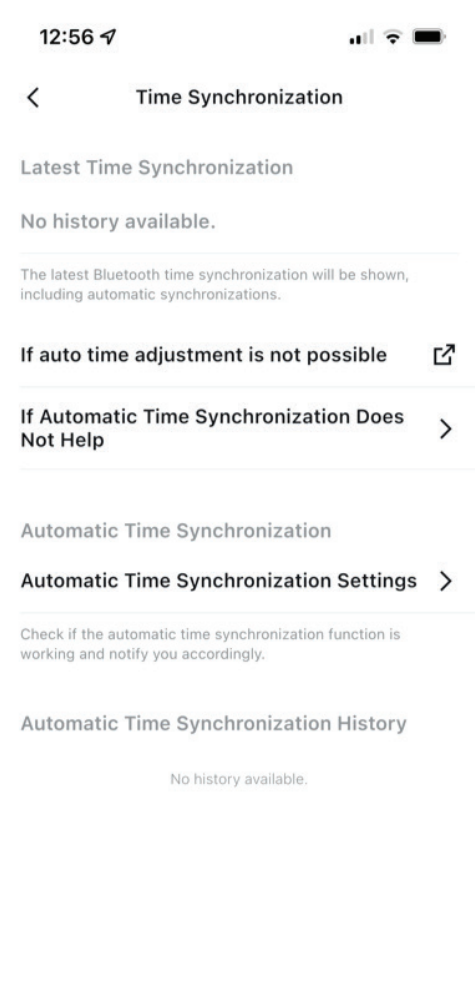 12:56
Time Synchronization
Latest Time Synchronization
No history available.
The latest Bluetooth time synchronization will be shown,
including automatic synchronizations.
If auto time adjustment is not possible
If Automatic Time Synchronization Does
Not Help
Automatic Time Synchronization
Automatic Time Synchronization Settings
Check if the automatic time synchronization function is
working and notify you accordingly.
Automatic Time Synchronization History
No history available.